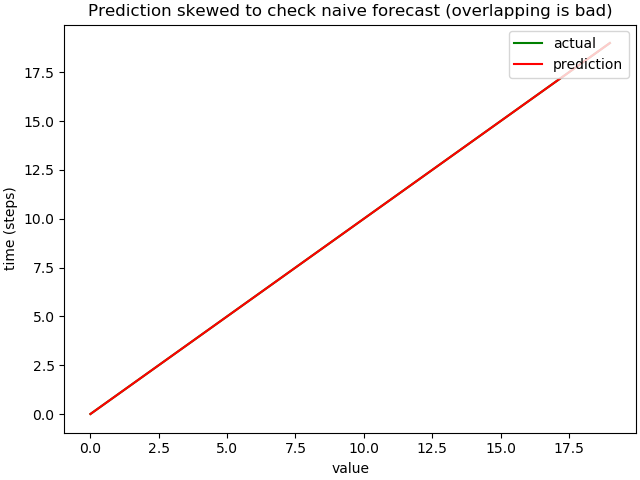 Prediction skewed to check naive forecast (overlapping is bad)
actual
prediction
17.5
15.0
12.5
10.0
7.5
5.0
2.5
0.0
time (steps)
0.0 2.5 5.0 7.5 10.0 12.5 15.0 17.5
value